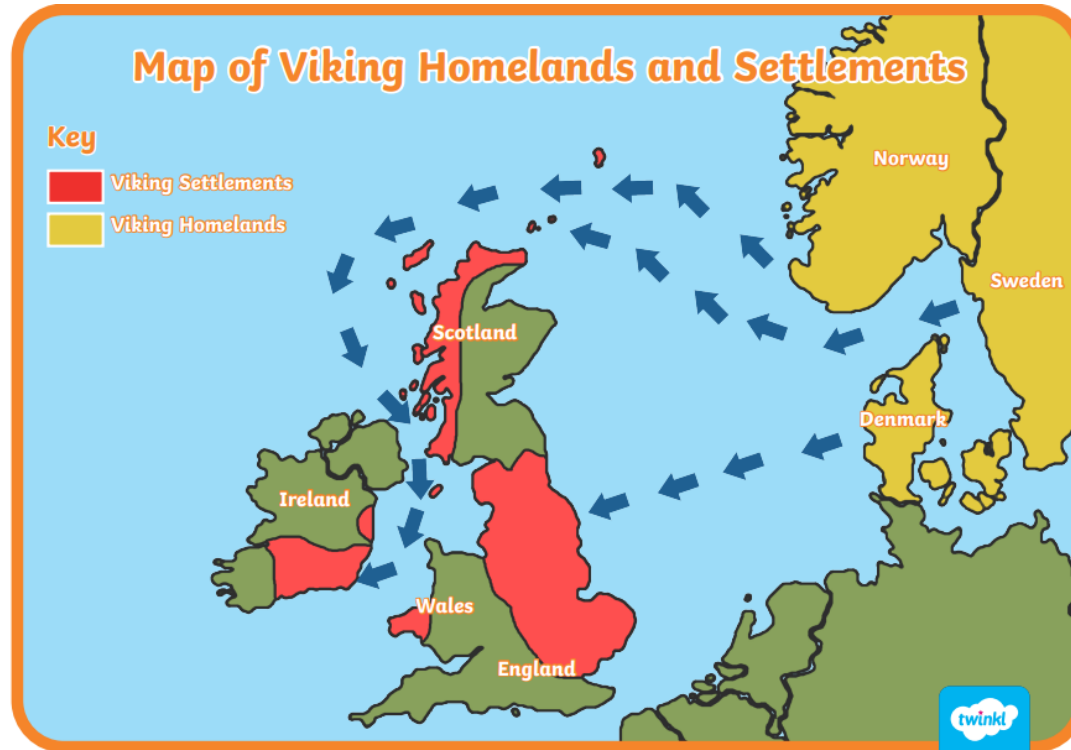 Map of Viking Homelands and Settlements
Key
Viking Settlements
Viking Homelands
Norway
Sweden
Scotland
Denmark
Ireland
Wales
England
twinkl